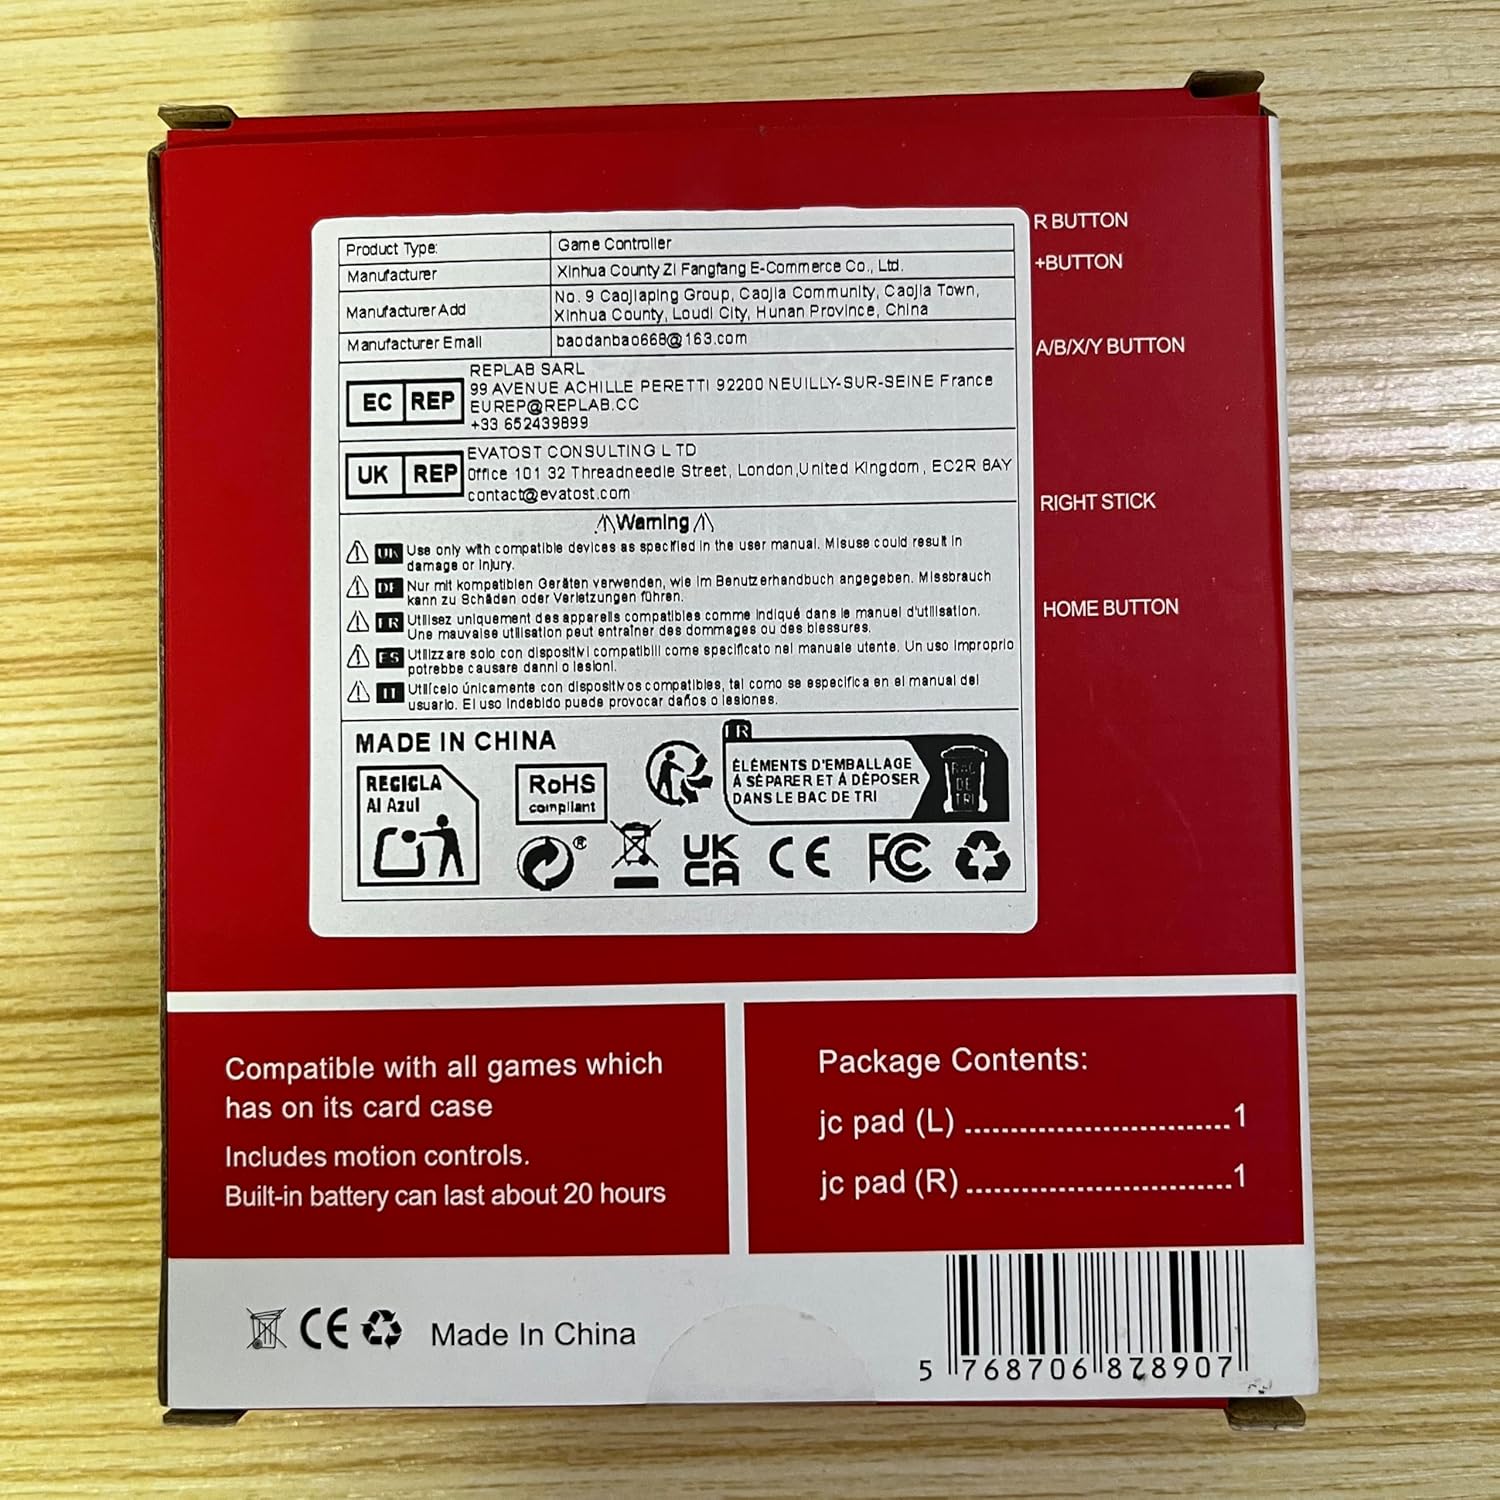 Product Type: Game Controller
Manufacturer Xinhua County Zi Fangfang E-Commerce Co., Ltd.
Manufacturer Add No. 9 Caojiaping Group, Caojia Community, Caojia Town,
Xinhua County, Loudi City, Hunan Province, China
Manufacturer Email baodanbao668@163.com
EC REP
REPLAB SARL
99 AVENUE ACHILLE PERETTI 92200 NEUILLY-SUR-SEINE France
EUREP@REPLAB.CC
+33 652439899
UK REP
EVATOST CONSULTING L TD
Office 101 32 Threadneedle Street, London,United Kingdom, EC2R 8AY
contact@evatost.com
Warning
UK Use only with compatible devices as specified in the user manual. Misuse could result in
damage or injury.
DE Nur mit kompatiblen Geräten verwenden, wie im Benutzerhandbuch angegeben. Missbrauch
kann zu Schäden oder Verletzungen führen.
FR Utilisez uniquement des appareils compatibles comme indiqué dans le manuel d'utilisation.
Une mauvaise utilisation peut entraîner des dommages ou des blessures.
ES Utilizzare solo con dispositivi compatibili come specificato nel manuale utente. Un uso improprio
potrebbe causare danni o lesioni.
IT Utilícelo únicamente con dispositivos compatibles, tal como se especifica en el manual del
usuario. El uso indebido puede provocar daños o lesiones.
MADE IN CHINA
RECICLA
Al Azul
RoHS
compliant
FR
ÉLÉMENTS D'EMBALLAGE
À SÉPARER ET À DÉPOSER
DANS LE BAC DE TRI
BAC
DE
TRI
®
UK
CA
CE
FC
R BUTTON
+BUTTON
A/B/X/Y BUTTON
RIGHT STICK
HOME BUTTON
Compatible with all games which
has on its card case
Includes motion controls.
Built-in battery can last about 20 hours
Package Contents:
jc pad (L) .............................1
jc pad (R) .............................1
CE Made In China
5 768706 828907